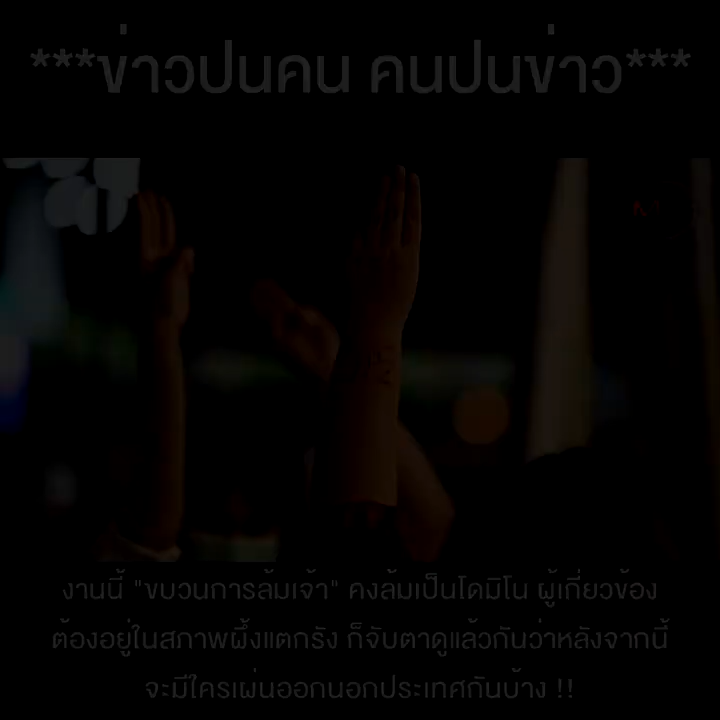 ***ข่าวปนคน คนปนข่าว***
งานนี้ "ขบวนการล้มเจ้า" คงล้มเป็นโดมิโน ผู้เกี่ยวข้อง
ต้องอยู่ในสภาพผึ้งแตกรัง ก็จับตาดูแล้วกันว่าหลังจากนี้
จะมีใครเผ่นออกนอกประเทศกันบ้าง !!